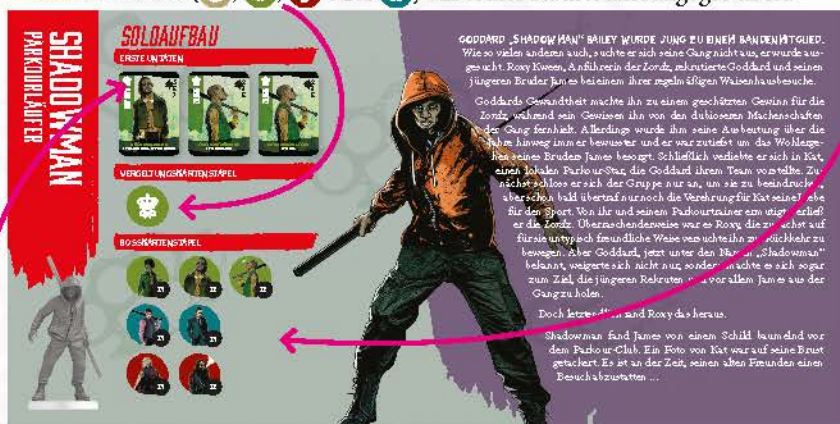 SHADOWMAN
PARKOURLÄUFER
SOLOAUFBAU
ERSTE UNTATEN
VERGELTUNGSKARTENSTAPEL
BOSSKARTENSTAPEL
GODDARD „SHADOWMAN“ BAILEY WURDE JUNG ZU EINEM BANDENMITGLIED.
Wie so vielen anderen auch, suchte er sich seine Gang nicht aus, er wurde aus-
gesucht. Roxy Kween, Anführerin der Zordz, rekrutierte Goddard und seinen
jüngeren Bruder James bei einem ihrer regelmäßigen Waisenhausbesuche.
Goddards Gewandtheit machte ihn zu einem geschätzten Gewinn für die
Zordz, während sein Gewissen ihn von den dubioseren Machenschaften
der Gang fernhielt. Allerdings wurde ihm seine Ausbeutung über die
Jahre hinweg immer bewusster und er war zutiefst um das Wohlerge-
hen seines Bruders James besorgt. Schließlich verliebte er sich in Kat,
einen lokalen Parkour-Star, die Goddard ihrem Team vorstellte. Zu-
nächst schloss er sich der Gruppe nur an, um sie zu beeindrucken,
aber schon bald übertraf nur noch die Verehrung für Kat seine Liebe
für den Sport. Von ihr und seinem Parkourtrainer ermutigt verließ
er die Zordz. Überraschenderweise war es Roxy, die zunächst auf
für sie untypisch freundliche Weise versuchte ihn zur Rückkehr zu
bewegen. Aber Goddard, jetzt unter den Namen „Shadowman“
bekannt, weigerte sich nicht nur, sondern machte es sich sogar
zum Ziel, die jüngeren Rekruten und vor allem James aus der
Gang zu holen.
Doch letztendlich fand Roxy das heraus.
Shadowman fand James von einem Schild baumelnd vor
dem Parkour-Club. Ein Foto von Kat war auf seine Brust
getackert. Es ist an der Zeit, seinen alten Freunden einen
Besuch abzustatten ...